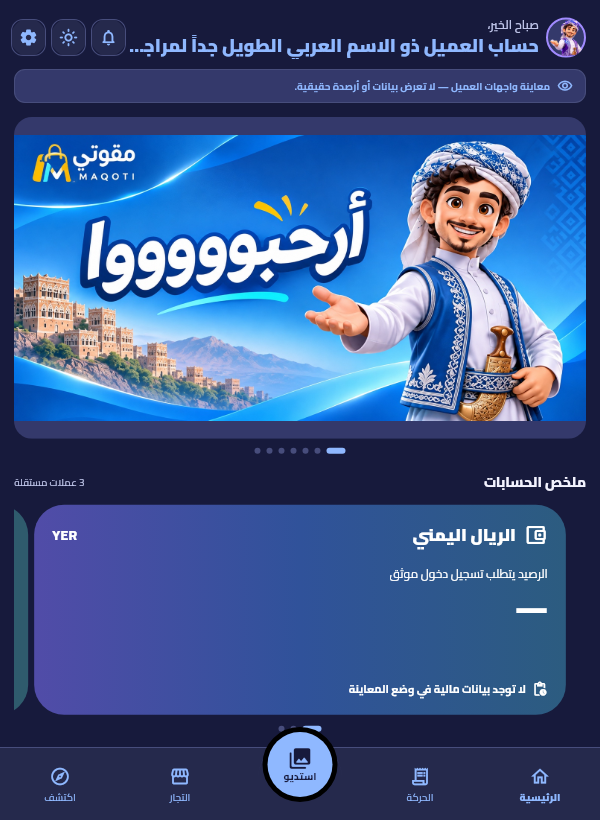 صباح الخير،
حساب العميل ذو الاسم العربي الطويل جداً لمراجـ...
معاينة واجهات العميل — لا تعرض بيانات أو أرصدة حقيقية.
مقوتي
MAQOTI
أرحبوووووا
ملخص الحسابات
3 عملات مستقلة
الريال اليمني
YER
الرصيد يتطلب تسجيل دخول موثق
—
لا توجد بيانات مالية في وضع المعاينة
الرئيسية
الحركة
استديو
التجار
اكتشف